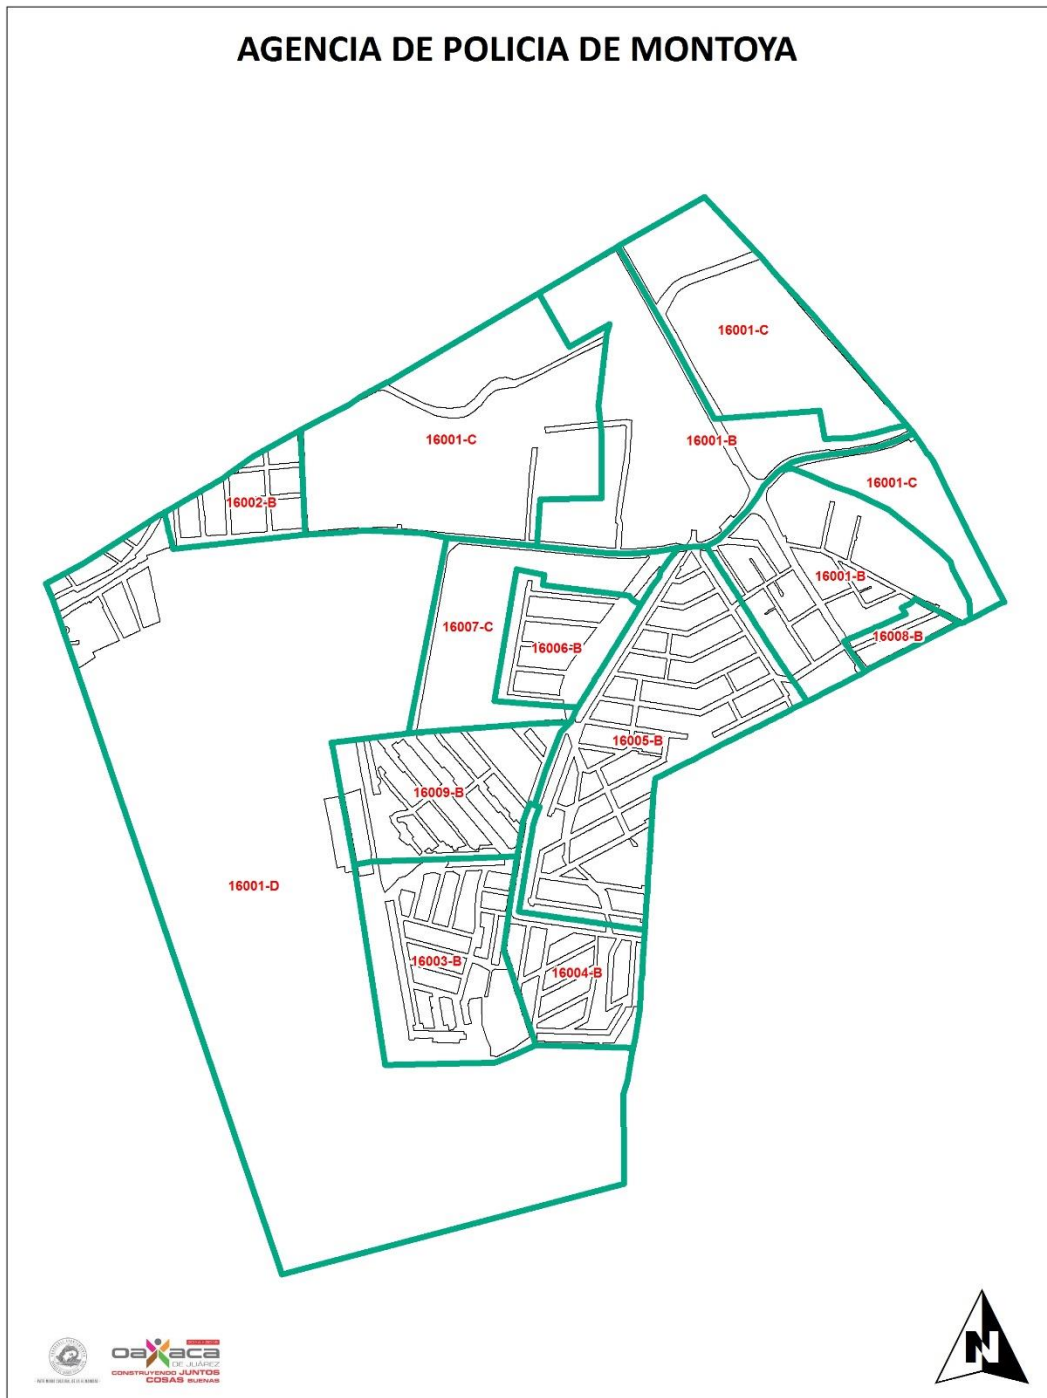 AGENCIA DE POLICIA DE MONTOYA
16001-C
16001-C
16001-B
16001-C
16002-B
16001-B
16007-C
16008-B
16006-B
16005-B
16009-B
16001-D
16003-B
16004-B
oaxaca
DE JUÁREZ
CONSTRUYENDO JUNTOS
COSAS BUENAS
N